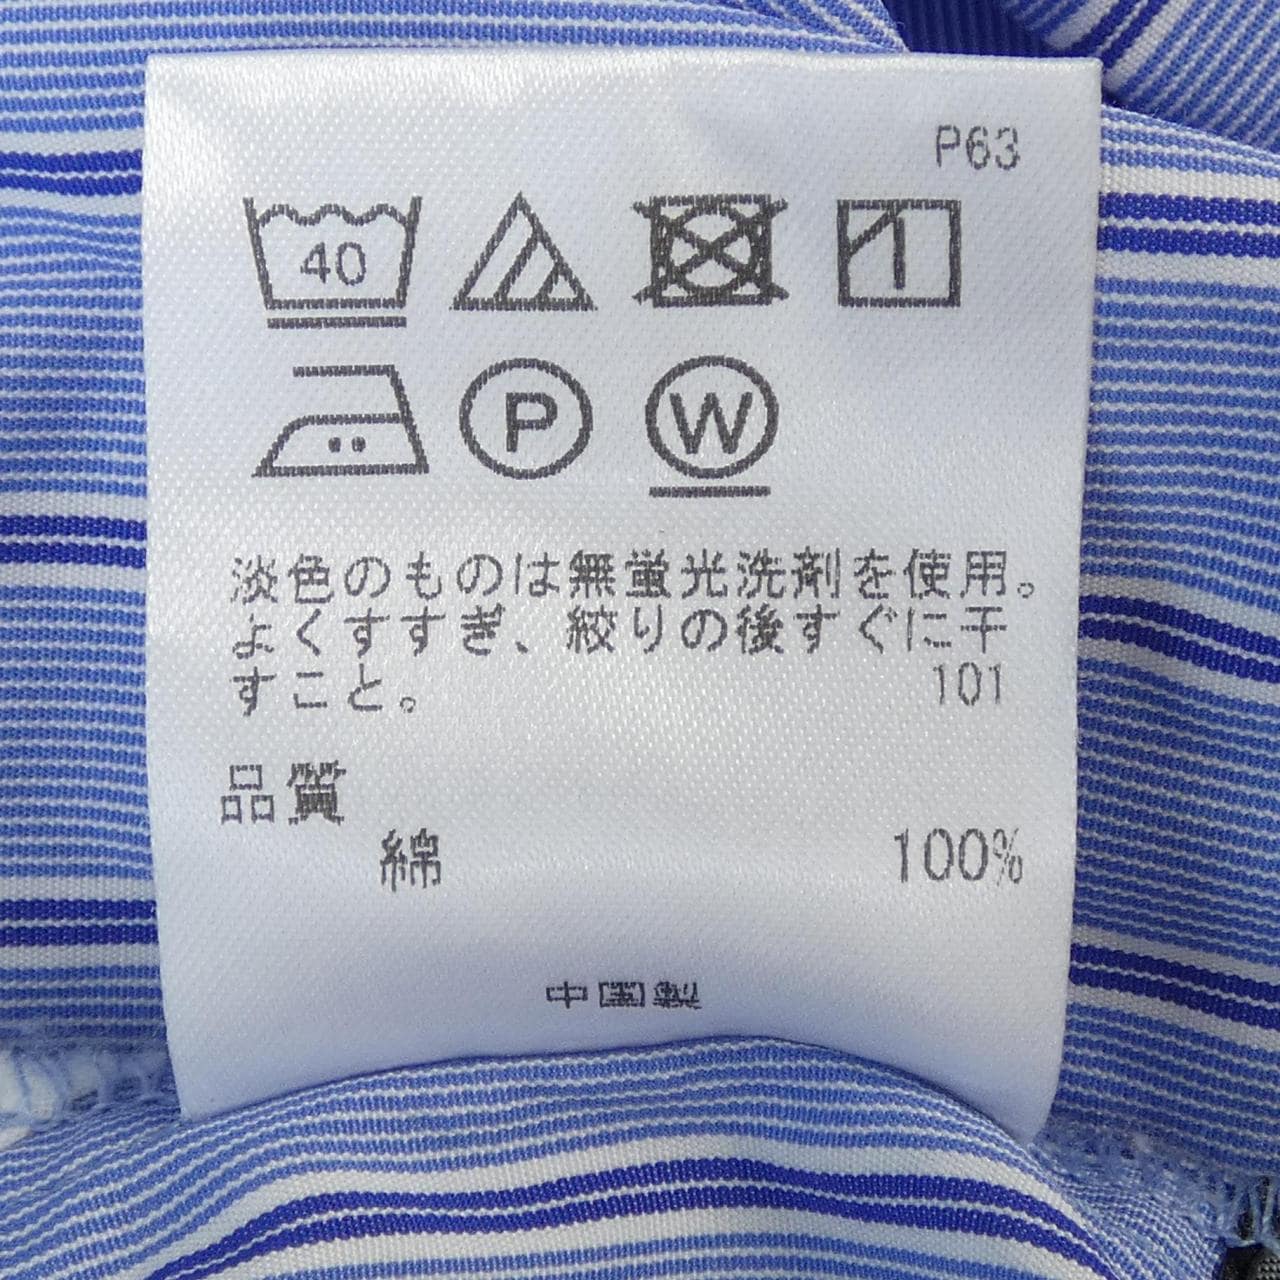 P63
40
P W
淡色のものは無蛍光洗剤を使用。
よくすすぎ、絞りの後すぐに干
すこと。 101
品質
綿 100%
中国製